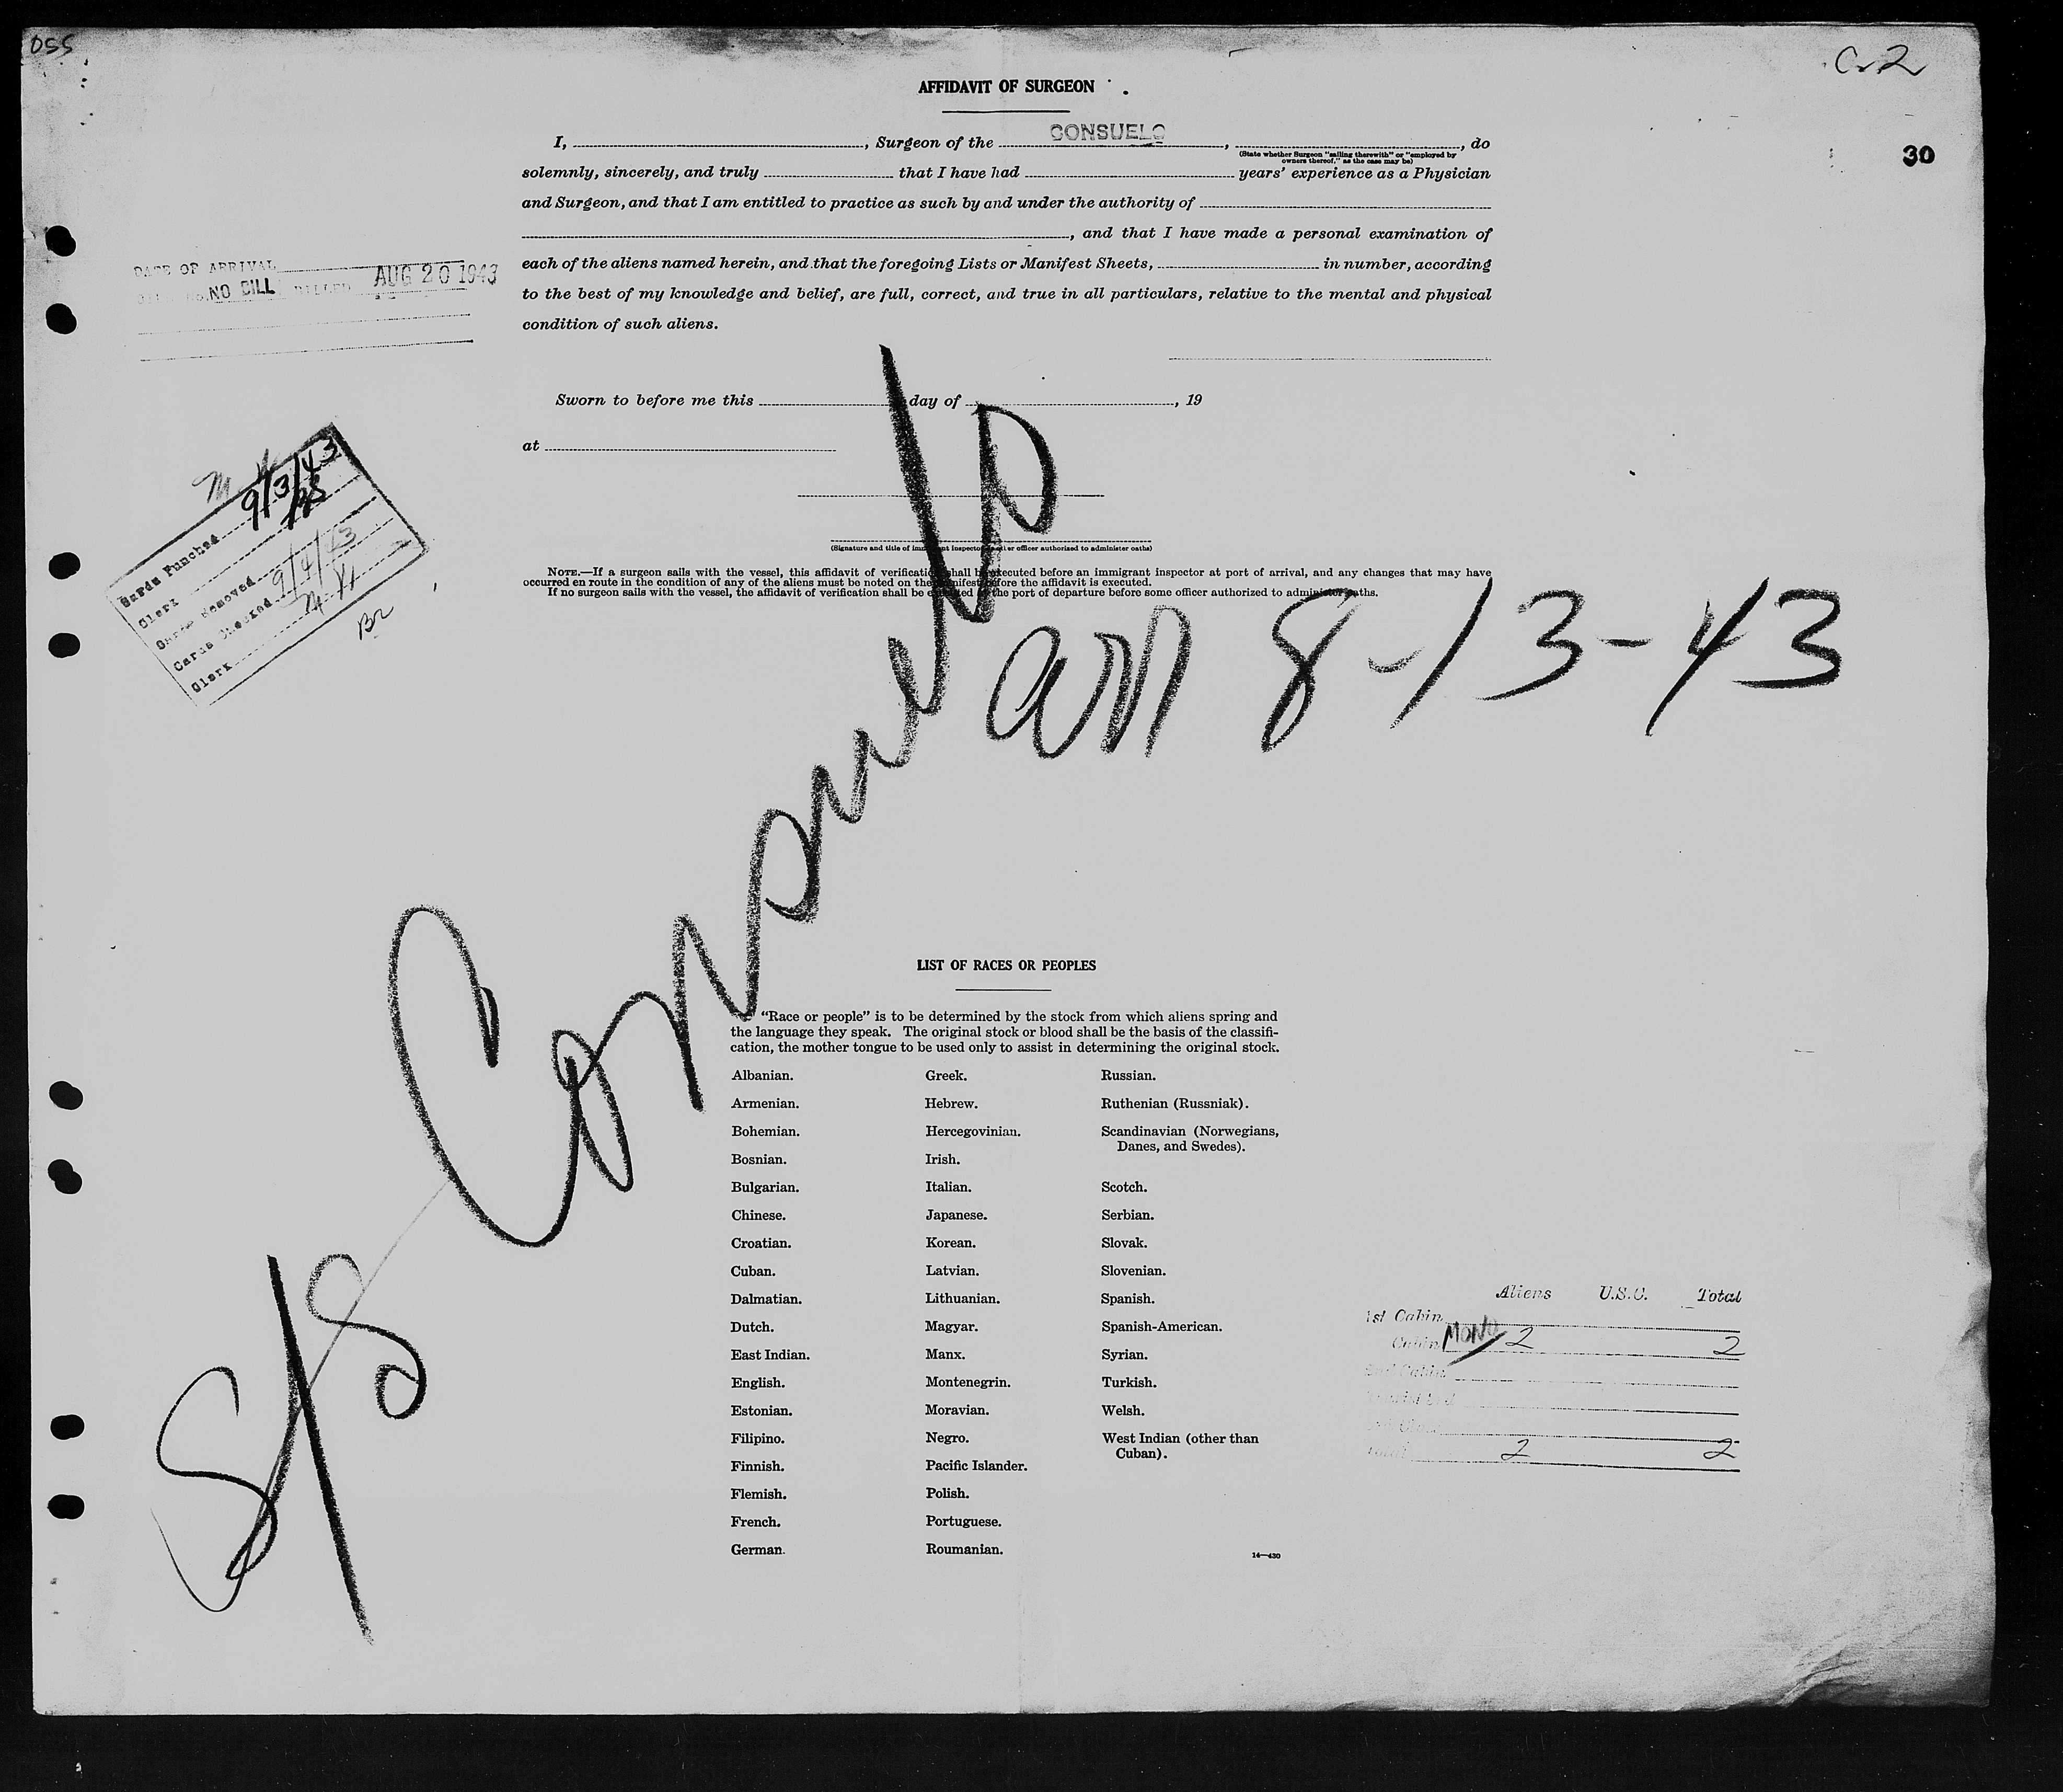 DSS
Cr. 2
AFFIDAVIT OF SURGEON
30
I, , Surgeon of the CONSUELO, , do
(State whether Surgeon "sailing therewith" or "employed by
owners thereof," as the case may be)
solemnly, sincerely, and truly that I have had years' experience as a Physician
and Surgeon, and that I am entitled to practice as such by and under the authority of
, and that I have made a personal examination of
each of the aliens named herein, and that the foregoing Lists or Manifest Sheets, in number, according
to the best of my knowledge and belief, are full, correct, and true in all particulars, relative to the mental and physical
condition of such aliens.
DATE OF ARRIVAL
NO BILL BILLED AUG 20 1943
Sworn to before me this day of , 19
at
(Signature and title of immigrant inspector or other officer authorized to administer oaths)
NOTE.—If a surgeon sails with the vessel, this affidavit of verification shall be executed before an immigrant inspector at port of arrival, and any changes that may have
occurred en route in the condition of any of the aliens must be noted on the manifest before the affidavit is executed.
If no surgeon sails with the vessel, the affidavit of verification shall be executed at the port of departure before some officer authorized to administer oaths.
Cards Punched 9/3/43
Clerk
Cards Removed
Cards Checked 9/4/43
Clerk
Br
S/S Consuelo
arr 8-13-43
LIST OF RACES OR PEOPLES
"Race or people" is to be determined by the stock from which aliens spring and
the language they speak. The original stock or blood shall be the basis of the classifi-
cation, the mother tongue to be used only to assist in determining the original stock.
Albanian. Greek. Russian.
Armenian. Hebrew. Ruthenian (Russniak).
Bohemian. Hercegovinian. Scandinavian (Norwegians,
Danes, and Swedes).
Bosnian. Irish.
Bulgarian. Italian. Scotch.
Chinese. Japanese. Serbian.
Croatian. Korean. Slovak.
Cuban. Latvian. Slovenian.
Dalmatian. Lithuanian. Spanish.
Dutch. Magyar. Spanish-American.
East Indian. Manx. Syrian.
English. Montenegrin. Turkish.
Estonian. Moravian. Welsh.
Filipino. Negro. West Indian (other than
Cuban).
Finnish. Pacific Islander.
Flemish. Polish.
French. Portuguese.
German. Roumanian.
14—430
Aliens U.S.C. Total
1st Cabin
Cabin 2 2
Total 2 2